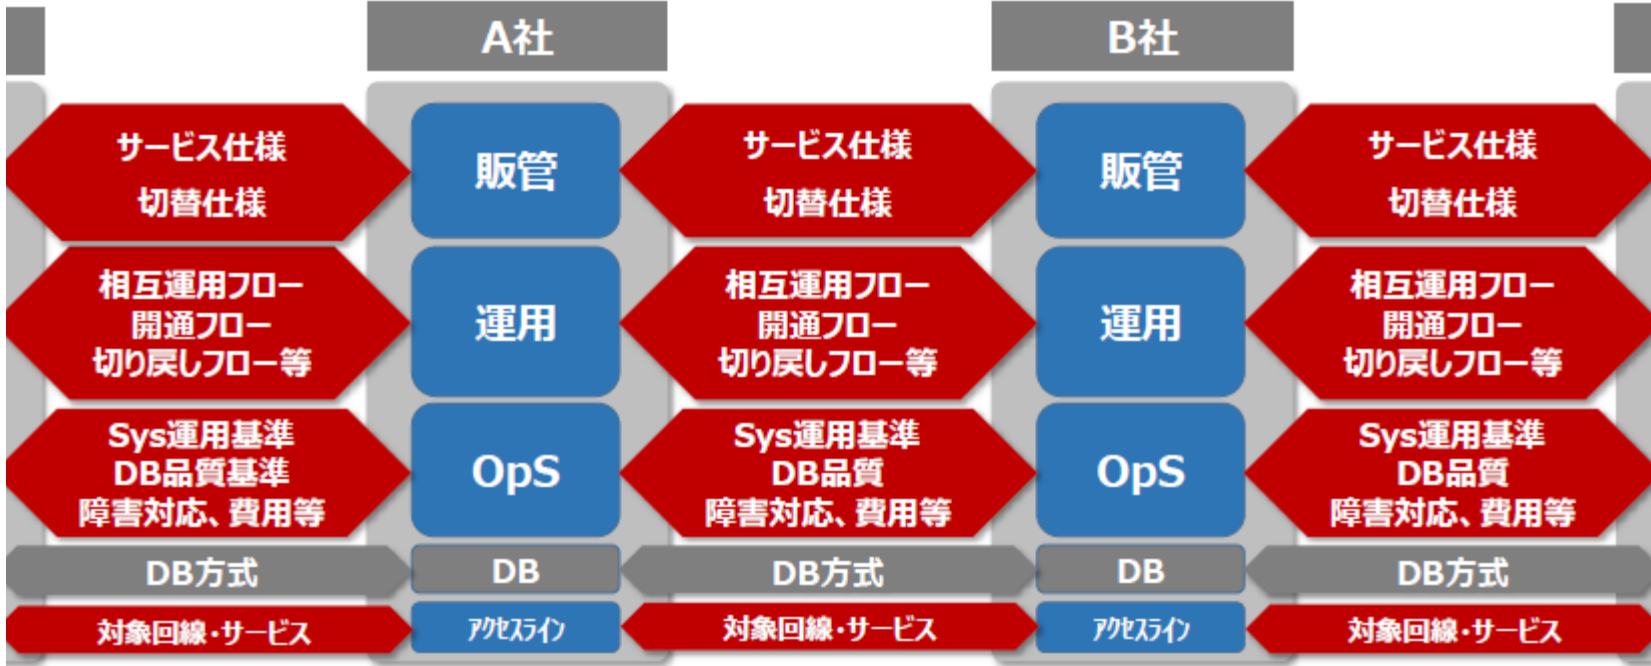 A社
B社
サービス仕様
切替仕様
販管
サービス仕様
切替仕様
販管
サービス仕様
切替仕様
相互運用フロー
開通フロー
切り戻しフロー等
運用
相互運用フロー
開通フロー
切り戻しフロー等
運用
相互運用フロー
開通フロー
切り戻しフロー等
Sys運用基準
DB品質基準
障害対応、費用等
OpS
Sys運用基準
DB品質
障害対応、費用等
OpS
Sys運用基準
DB品質
障害対応、費用等
DB方式
DB
DB方式
DB
DB方式
対象回線・サービス
アクセスライン
対象回線・サービス
アクセスライン
対象回線・サービス